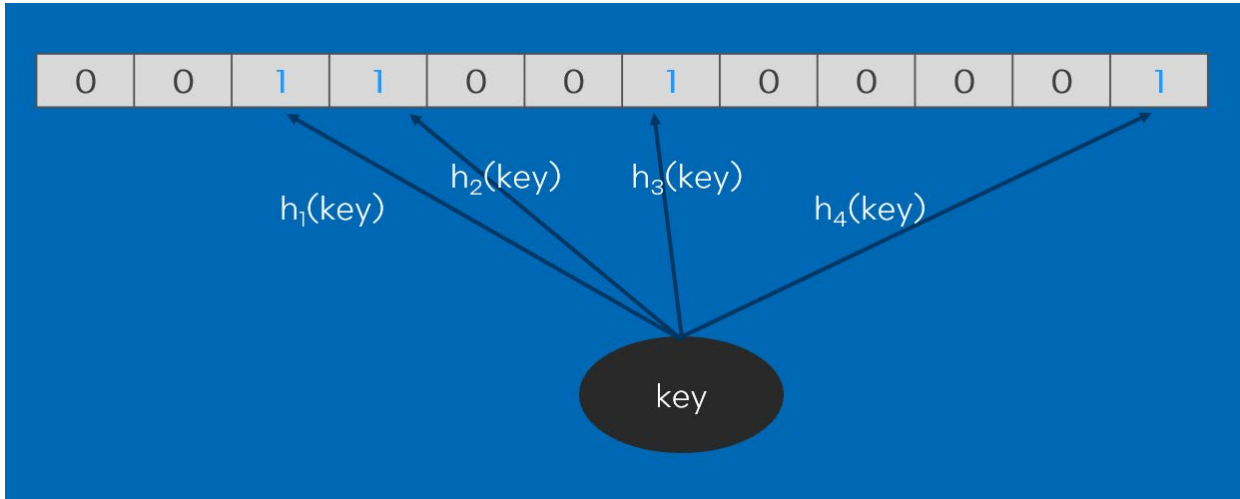 0 0 1 1 0 0 1 0 0 0 0 1
h₂(key) h₃(key)
h₁(key) h₄(key)
key